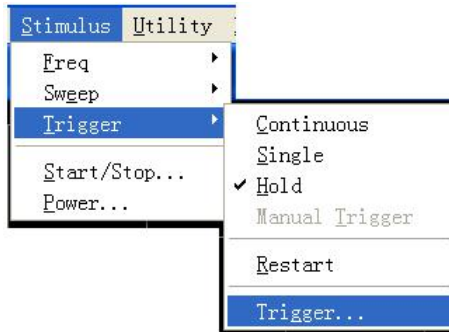 Stimulus Utility
Freq
Sweep
Trigger
Start/Stop...
Power...
Continuous
Single
Hold
Manual Trigger
Restart
Trigger...